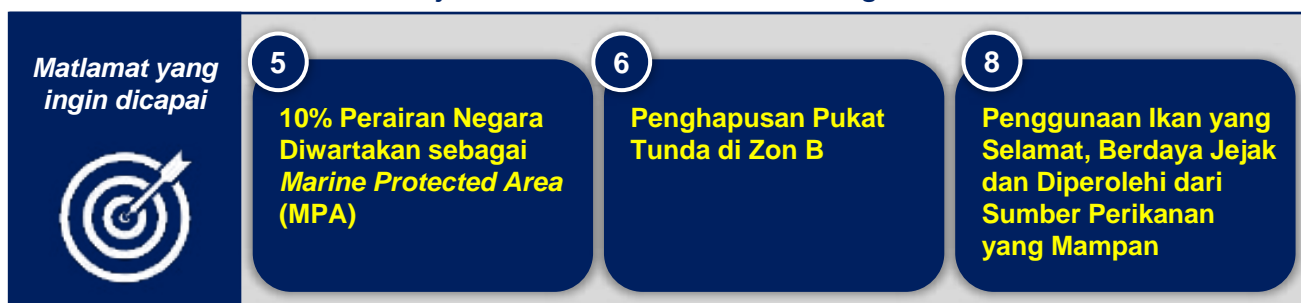 Matlamat yang
ingin dicapai
5
10% Perairan Negara
Diwartakan sebagai
Marine Protected Area
(MPA)
6
Penghapusan Pukat
Tunda di Zon B
8
Penggunaan Ikan yang
Selamat, Berdaya Jejak
dan Diperolehi dari
Sumber Perikanan
yang Mampan